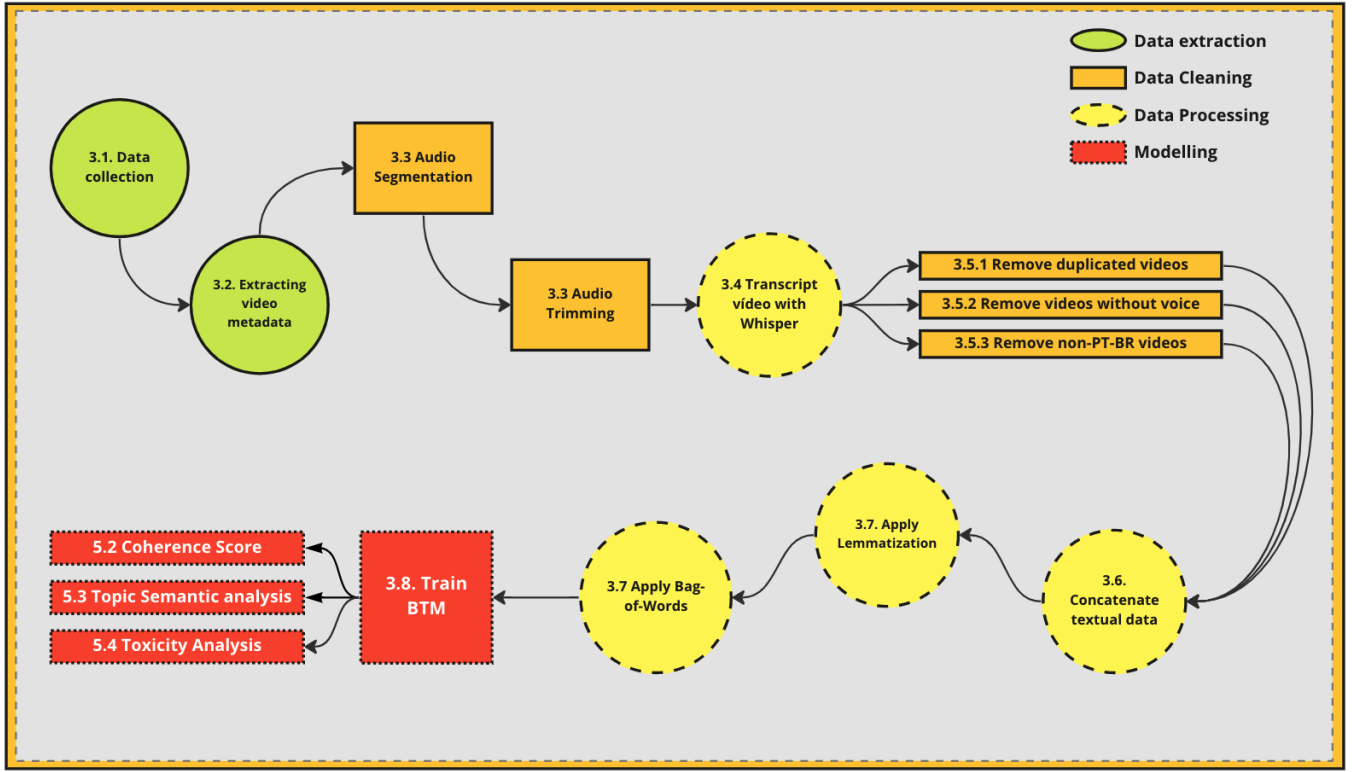 Data extraction
Data Cleaning
Data Processing
Modelling
3.1. Data
collection
3.2. Extracting
video
metadata
3.3 Audio
Segmentation
3.3 Audio
Trimming
3.4 Transcript
vídeo with
Whisper
3.5.1 Remove duplicated videos
3.5.2 Remove videos without voice
3.5.3 Remove non-PT-BR videos
3.6.
Concatenate
textual data
3.7. Apply
Lemmatization
3.7 Apply Bag-
of-Words
3.8. Train
BTM
5.2 Coherence Score
5.3 Topic Semantic analysis
5.4 Toxicity Analysis